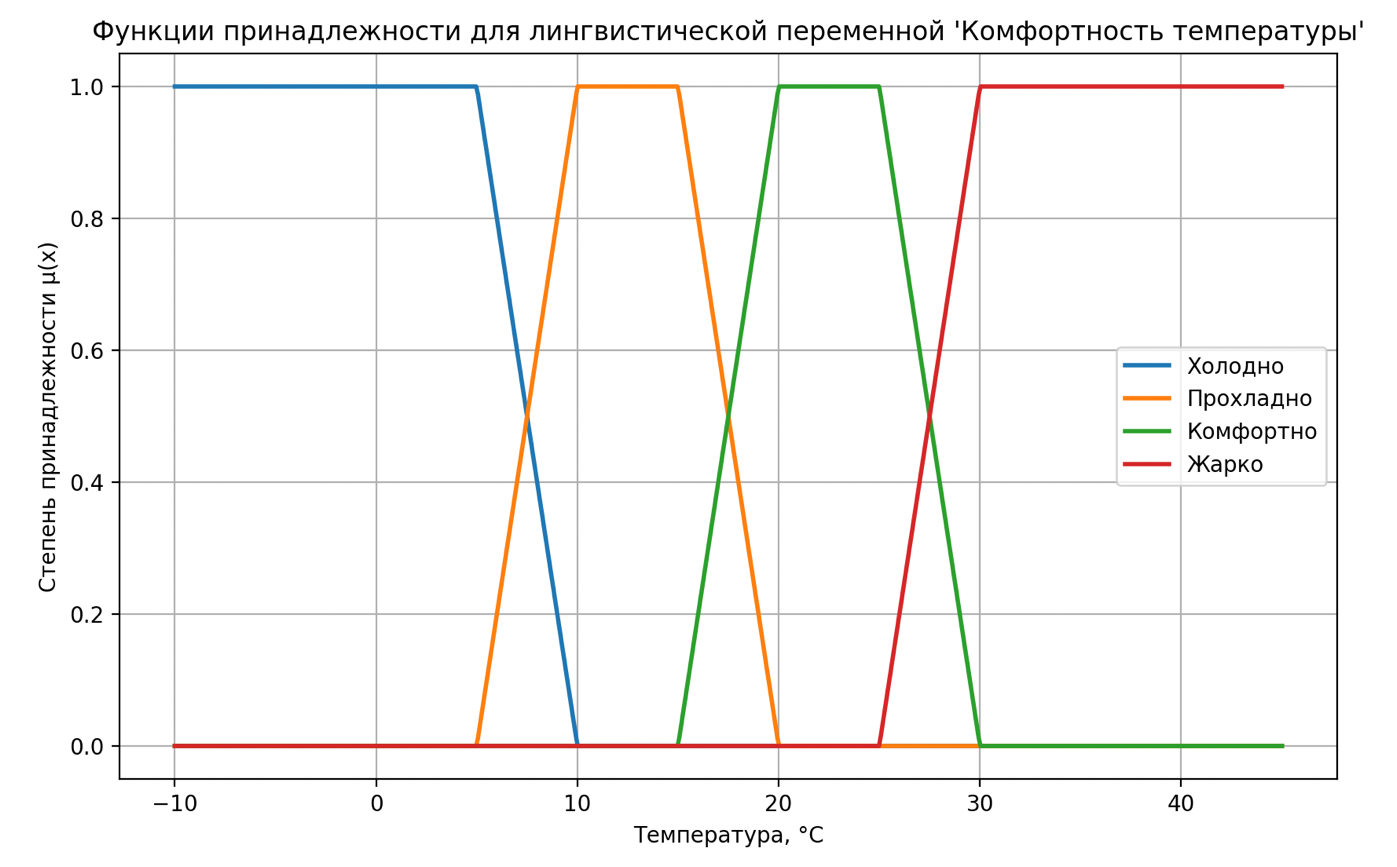 Функции принадлежности для лингвистической переменной 'Комфортность температуры'
Степень принадлежности μ(x)
1.0
0.8
0.6
0.4
0.2
0.0
Холодно
Прохладно
Комфортно
Жарко
−10
0
10
20
30
40
Температура, °C